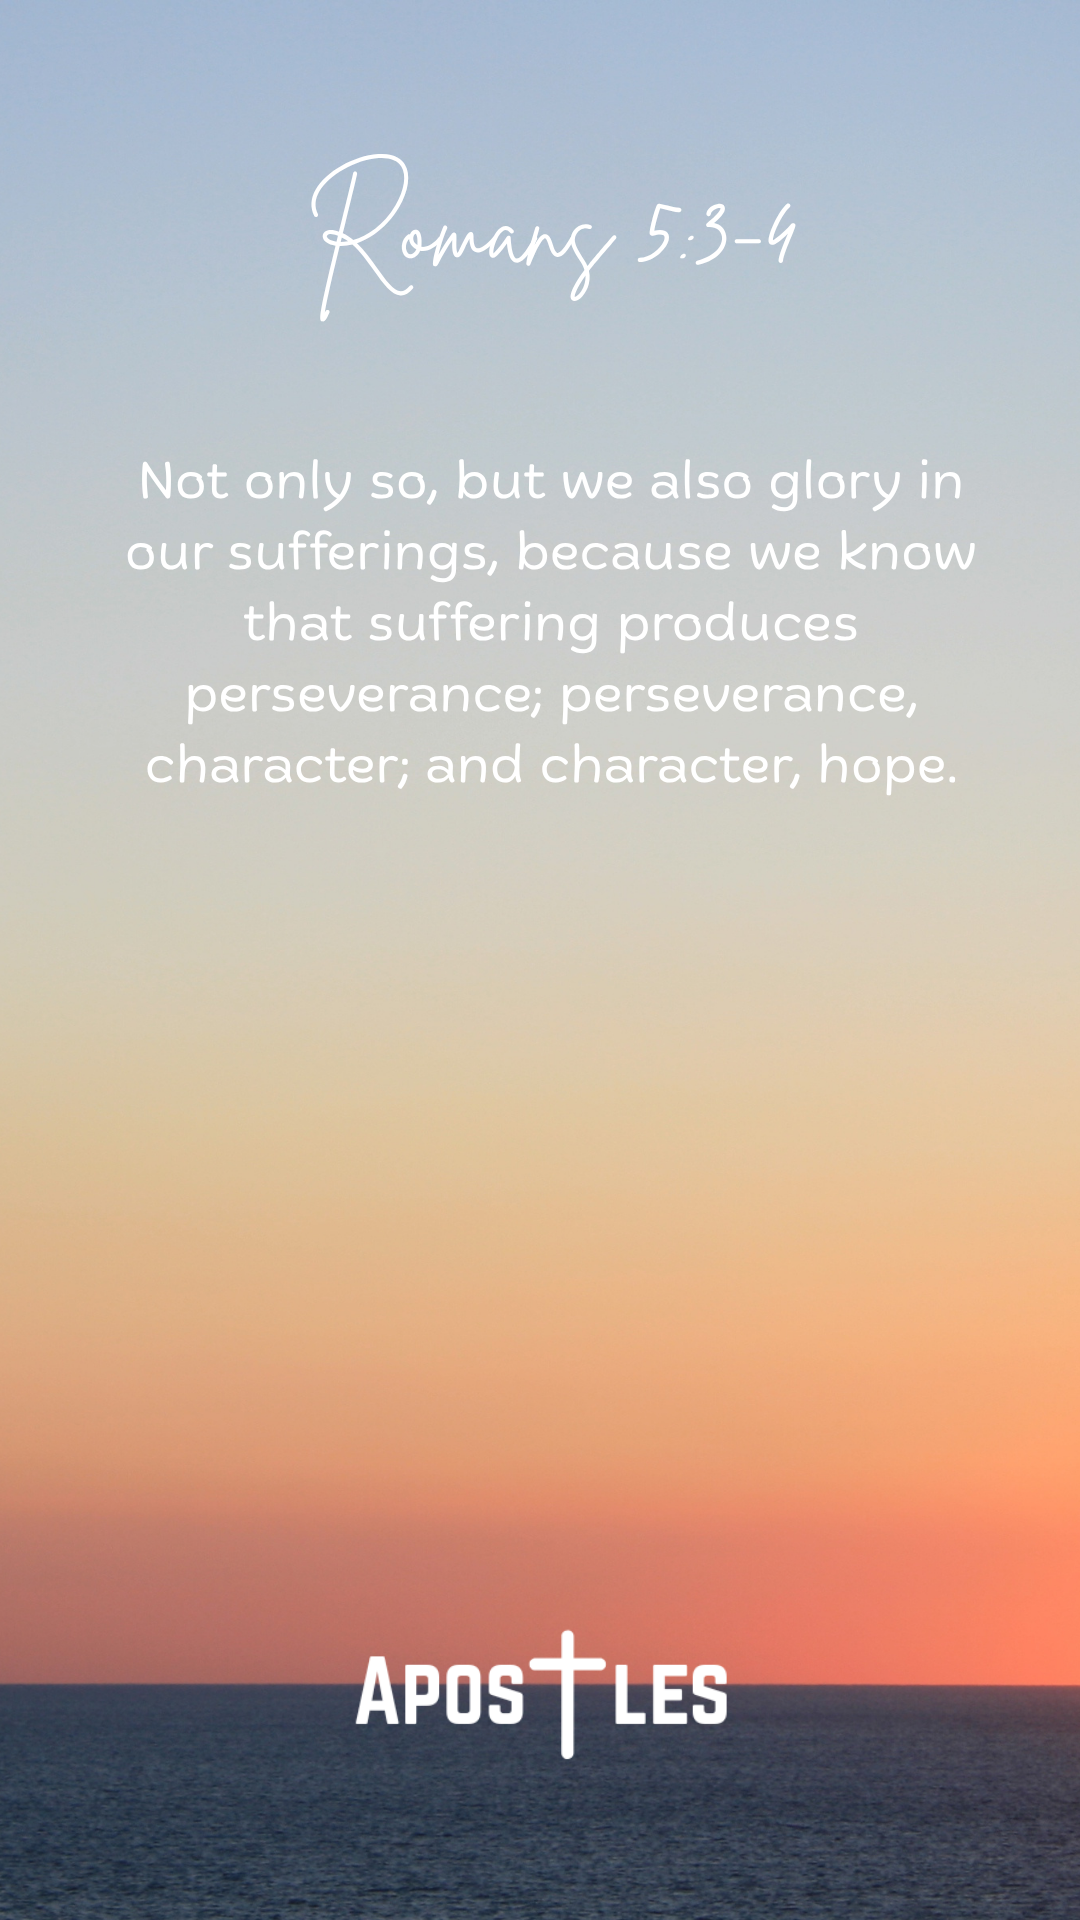 Romans 5:3-4
Not only so, but we also glory in
our sufferings, because we know
that suffering produces
perseverance; perseverance,
character; and character, hope.
APOSTLES